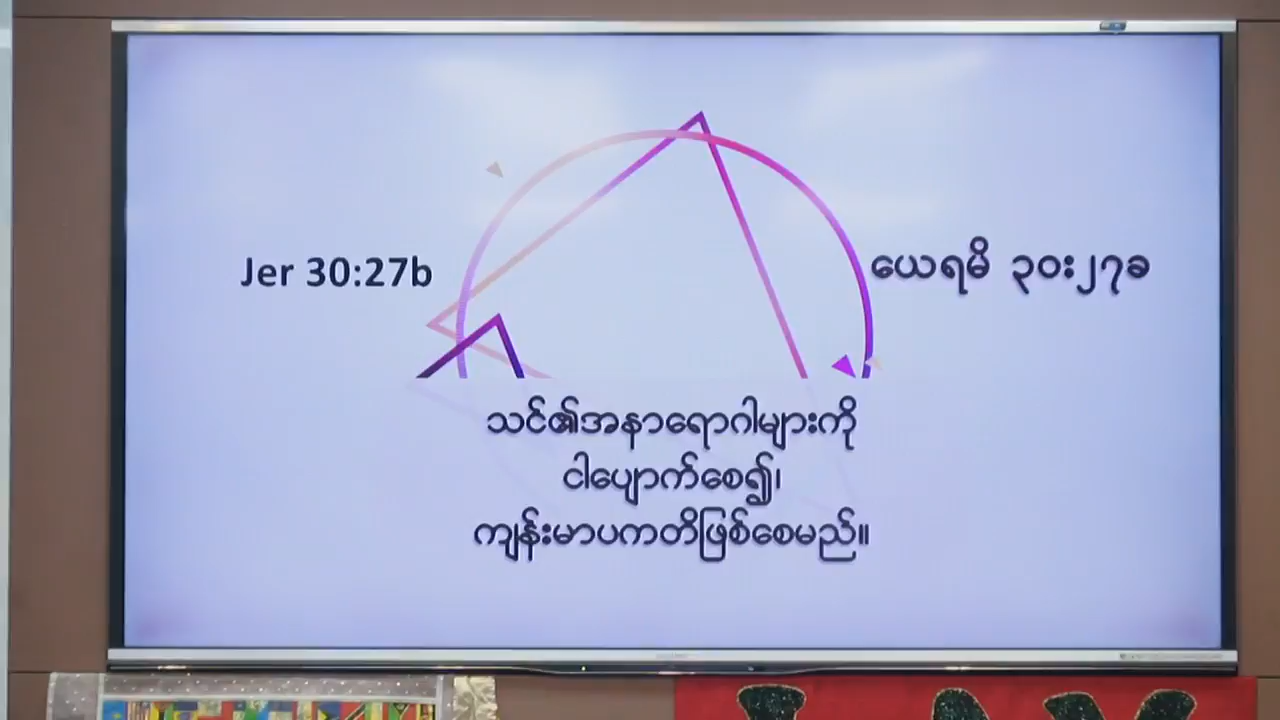 Jer 30:27b
ယေရမိ ၃၀း၂၇ခ
သင်၏အနာရောဂါများကို
ငါပျောက်စေ၍၊
ကျန်းမာပကတိဖြစ်စေမည်။